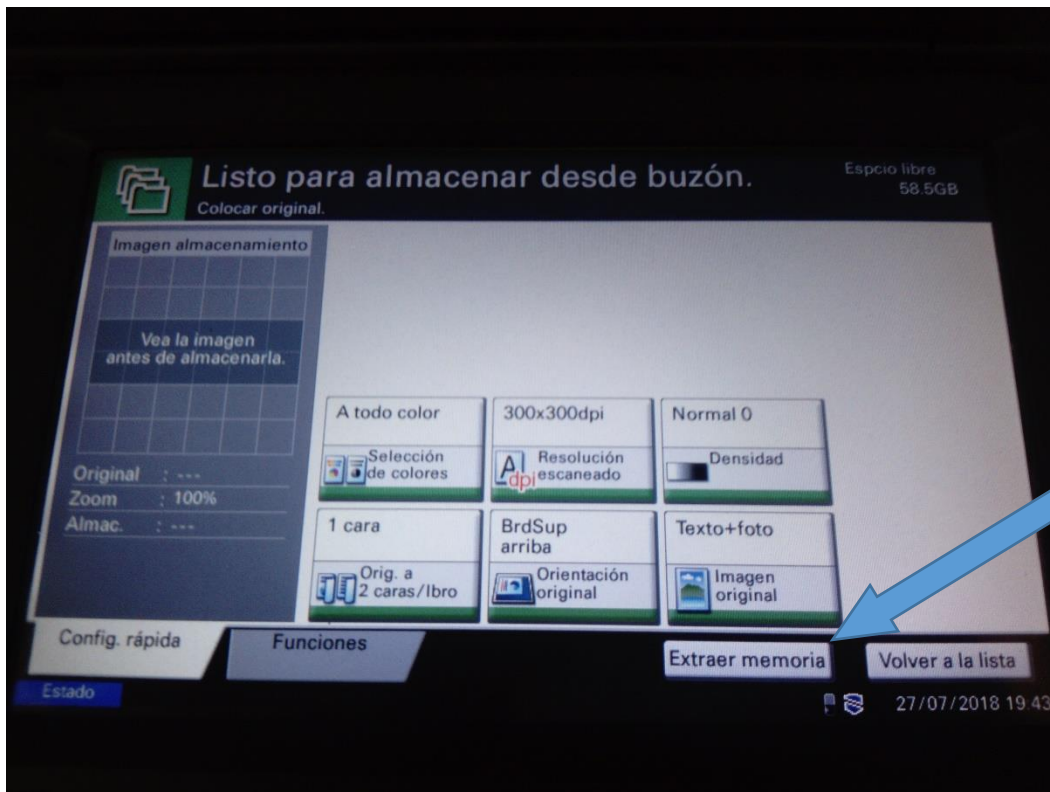 Listo para almacenar desde buzón.
Colocar original.
Espcio libre
58.5GB
Imagen almacenamiento
Vea la imagen
antes de almacenarla.
Original : ---
Zoom : 100%
Almac. : ---
A todo color
Selección
de colores
300x300dpi
A
dpi
Resolución
escaneado
Normal 0
Densidad
1 cara
Orig. a
2 caras/lbro
BrdSup
arriba
Orientación
original
Texto+foto
Imagen
original
Config. rápida
Funciones
Extraer memoria
Volver a la lista
Estado
27/07/2018 19:43